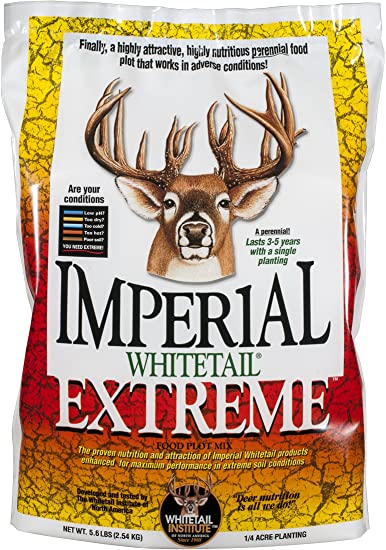 Finally, a highly attractive, highly nutritious perennial food
plot that works in adverse conditions!
Are your
conditions
Low pH?
Too dry?
Too cold?
Too hot?
Poor soil?
YOU NEED EXTREME!
A perennial!
Lasts 3-5 years
with a single
planting
IMPERIAL
WHITETAIL®
EXTREME™
FOOD PLOT MIX
The proven nutrition and attraction of Imperial Whitetail products
enhanced for maximum performance in extreme soil conditions
Developed and tested by
The Whitetail Institute of
North America
WHITETAIL
INSTITUTE
OF NORTH AMERICA
Since 1988
"Deer nutrition
is all we do!"
NET WT. 5.6 LBS (2.54 KG)
1/4 ACRE PLANTING